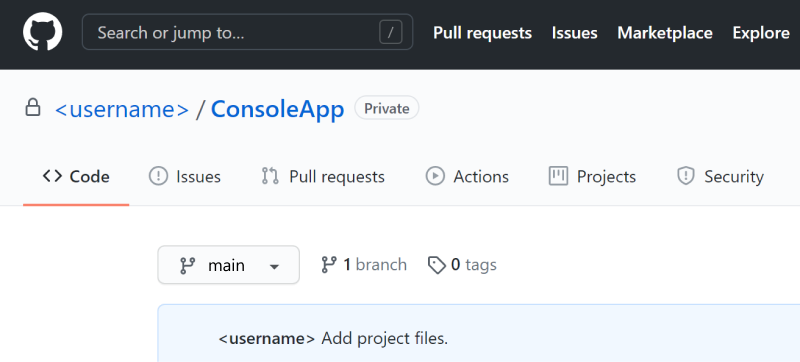 Search or jump to... / Pull requests Issues Marketplace Explore
<username> / ConsoleApp Private
<> Code Issues Pull requests Actions Projects Security
main 1 branch 0 tags
<username> Add project files.